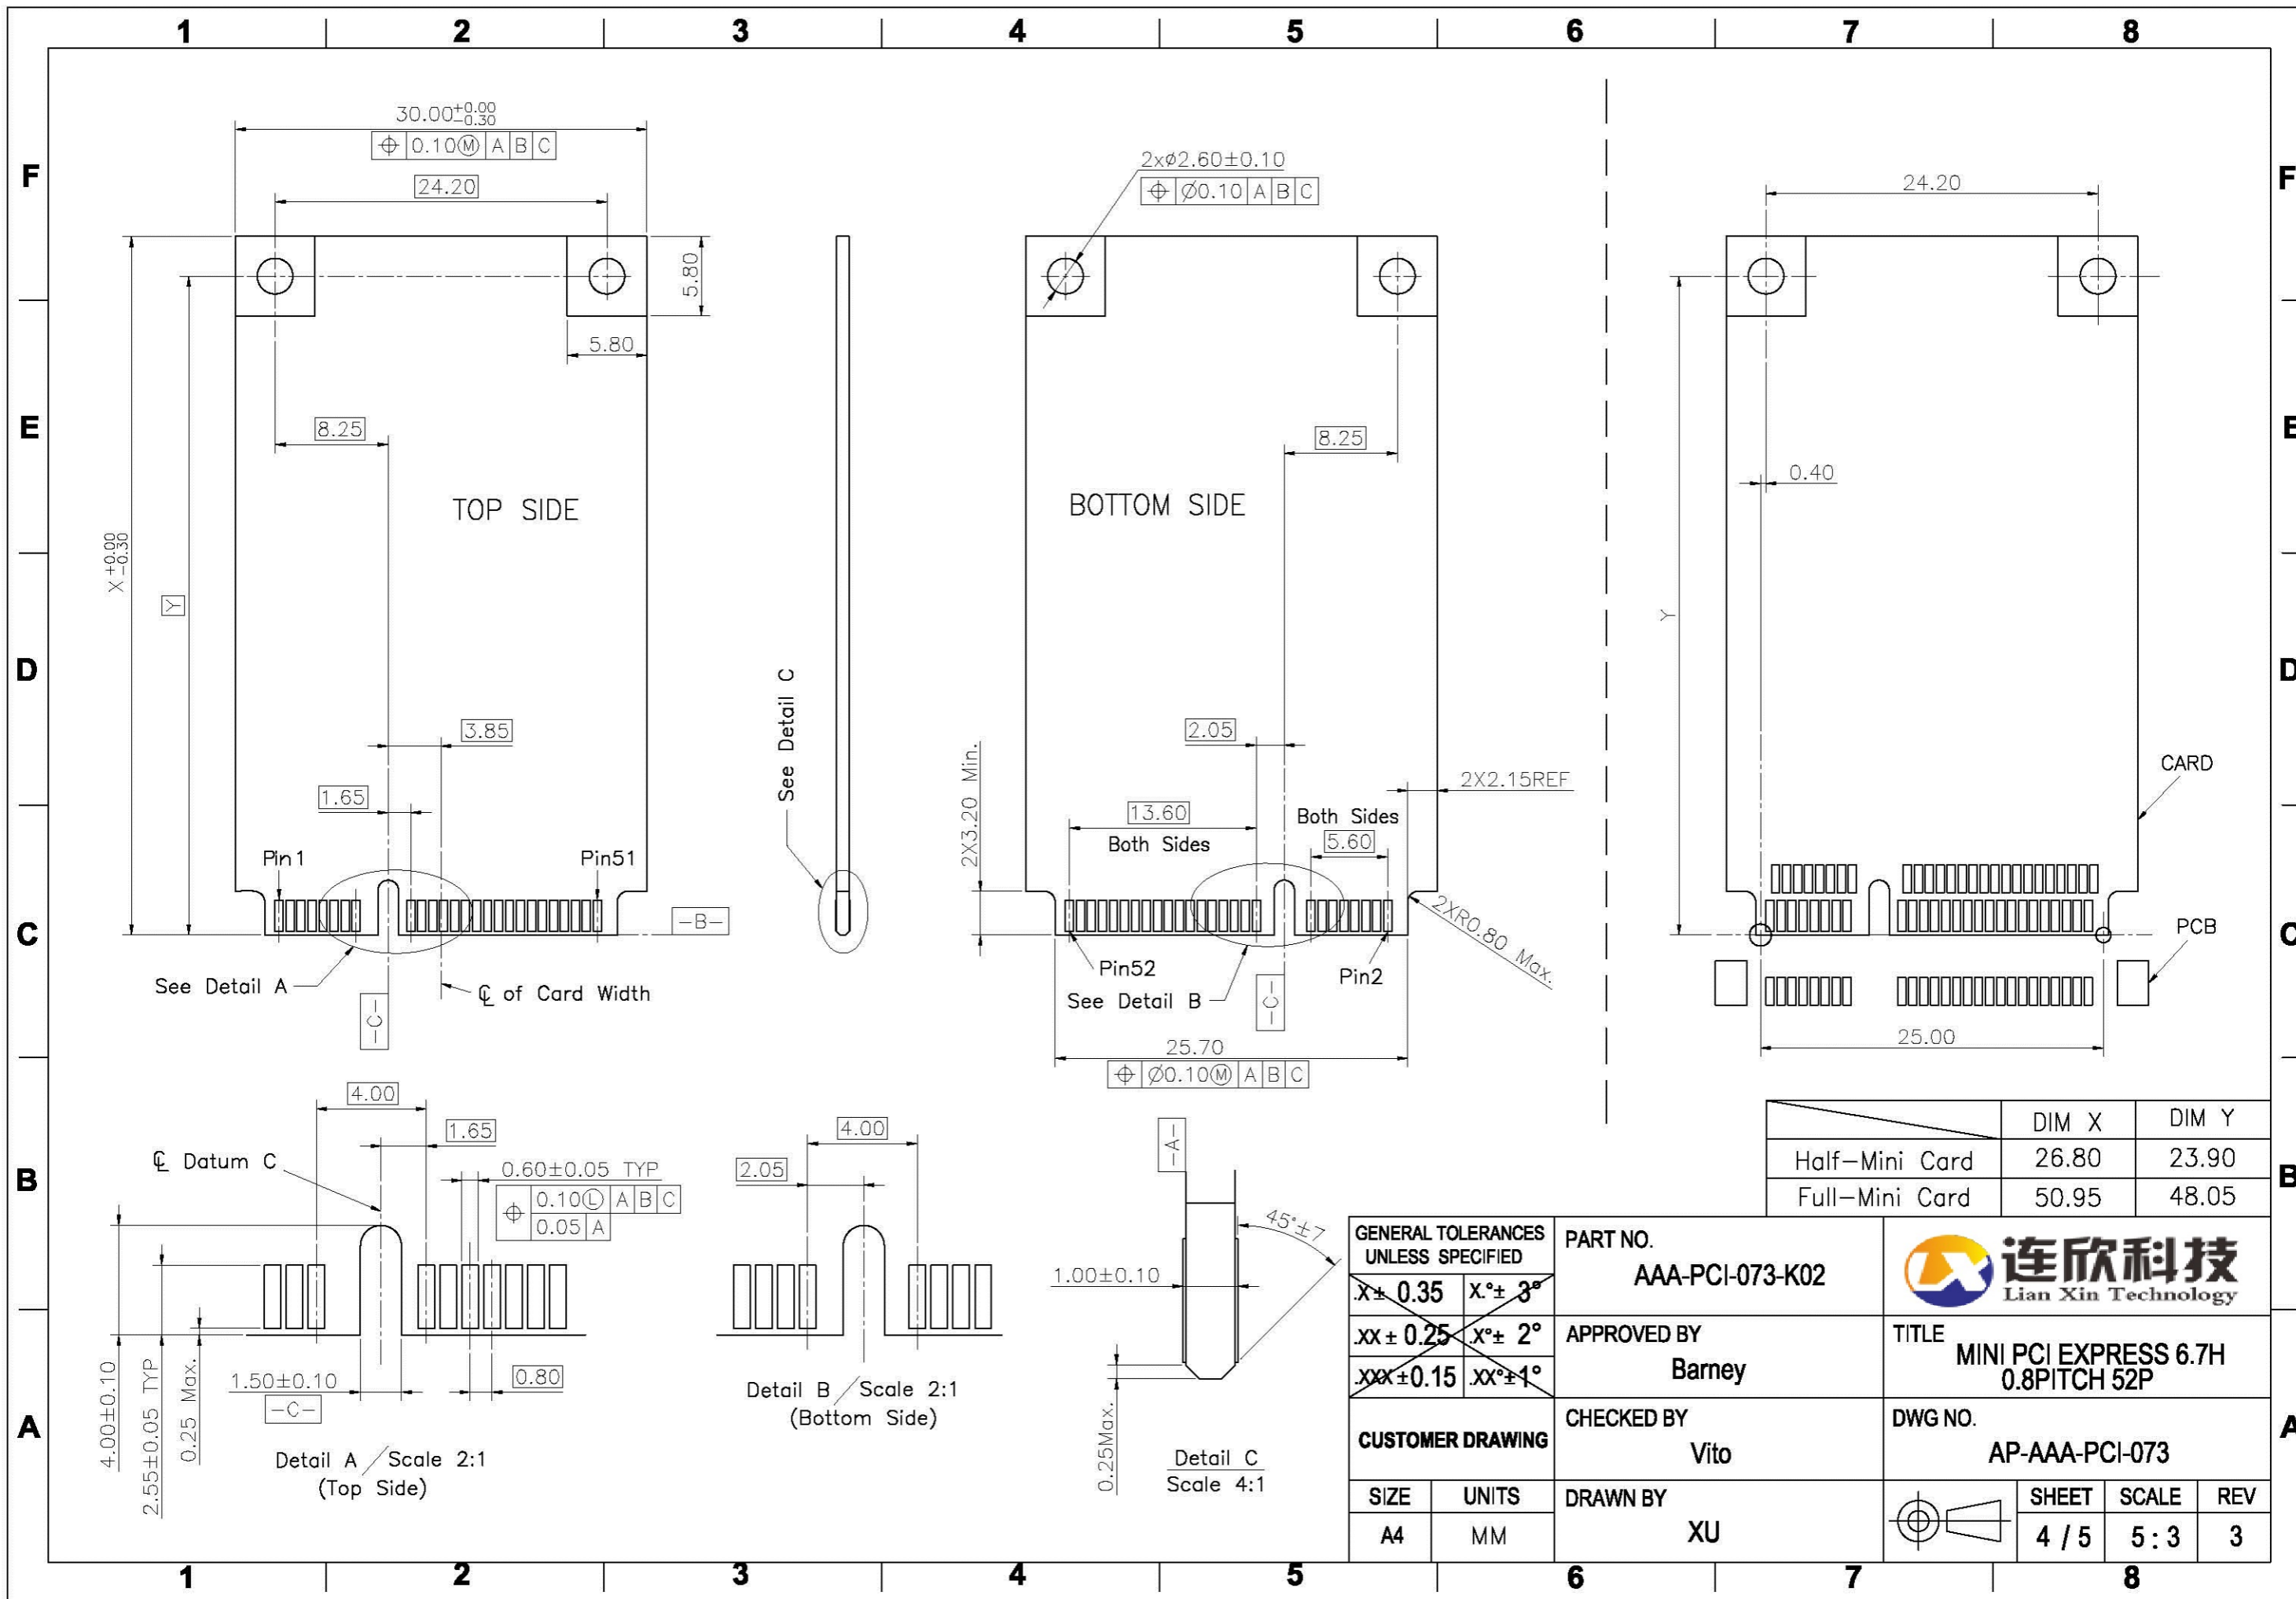 1 2 3 4 5 6 7 8
F F
E E
D D
C C
B B
A A
30.00+0.00 -0.30
⌖ 0.10Ⓜ A B C
24.20
5.80
5.80
8.25
TOP SIDE
X +0.00 -0.30
Y
3.85
1.65
Pin1
Pin51
-B-
See Detail A
-C-
℄ of Card Width
See Detail C
2xø2.60±0.10
⌖ Ø0.10 A B C
8.25
BOTTOM SIDE
2.05
2X3.20 Min.
2X2.15REF
13.60
Both Sides
Both Sides
5.60
2XR0.80 Max.
Pin52
Pin2
See Detail B
-C-
25.70
⌖ Ø0.10Ⓜ A B C
24.20
0.40
Y
CARD
PCB
25.00
4.00
1.65
℄ Datum C
0.60±0.05 TYP
⌖ 0.10Ⓛ A B C
0.05 A
4.00±0.10
2.55±0.05 TYP
0.25 Max.
1.50±0.10
-C-
0.80
Detail A / Scale 2:1
(Top Side)
4.00
2.05
Detail B / Scale 2:1
(Bottom Side)
-A-
45°±7
1.00±0.10
0.25Max.
Detail C
Scale 4:1
DIM X DIM Y
Half-Mini Card 26.80 23.90
Full-Mini Card 50.95 48.05
GENERAL TOLERANCES
UNLESS SPECIFIED
.X± 0.35 X.°± 3°
.XX ± 0.25 .X°± 2°
.XXX ±0.15 .XX°±1°
CUSTOMER DRAWING
SIZE UNITS
A4 MM
PART NO.
AAA-PCI-073-K02
APPROVED BY
Barney
CHECKED BY
Vito
DRAWN BY
XU
连欣科技
Lian Xin Technology
TITLE
MINI PCI EXPRESS 6.7H
0.8PITCH 52P
DWG NO.
AP-AAA-PCI-073
SHEET SCALE REV
4 / 5 5 : 3 3
1 2 3 4 5 6 7 8